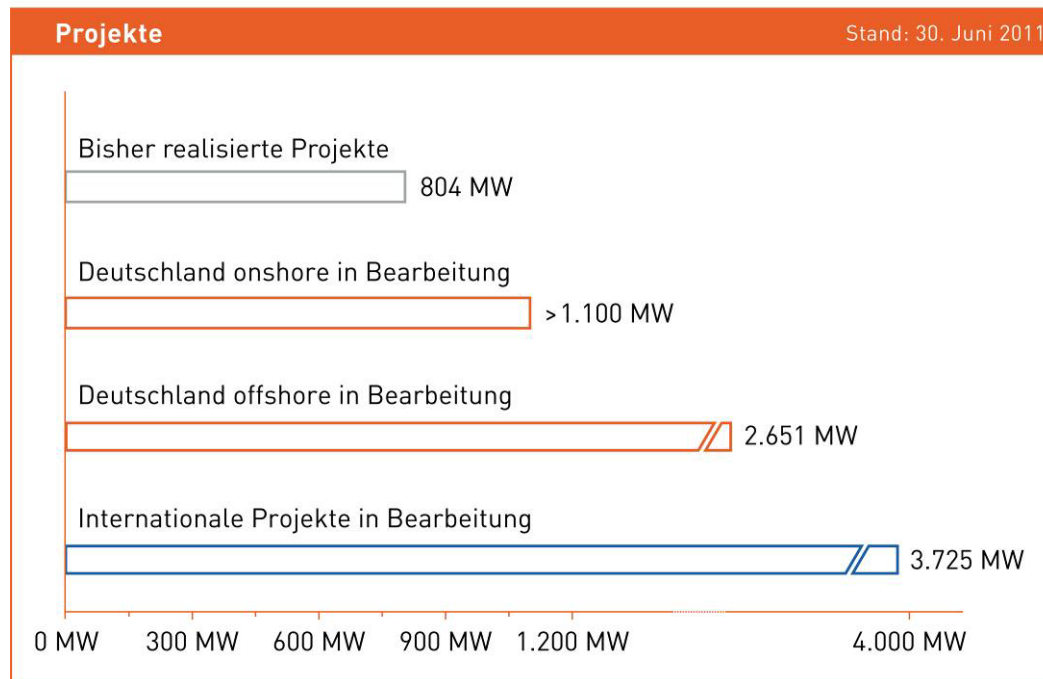 Projekte
Stand: 30. Juni 2011
Bisher realisierte Projekte
804 MW
Deutschland onshore in Bearbeitung
>1.100 MW
Deutschland offshore in Bearbeitung
2.651 MW
Internationale Projekte in Bearbeitung
3.725 MW
0 MW 300 MW 600 MW 900 MW 1.200 MW 4.000 MW